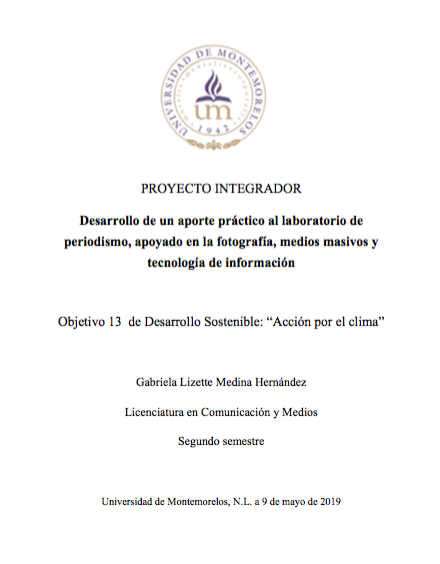 UNIVERSIDAD DE MONTEMORELOS
um
1942
PROYECTO INTEGRADOR
Desarrollo de un aporte práctico al laboratorio de
periodismo, apoyado en la fotografía, medios masivos y
tecnología de información
Objetivo 13 de Desarrollo Sostenible: “Acción por el clima”
Gabriela Lizette Medina Hernández
Licenciatura en Comunicación y Medios
Segundo semestre
Universidad de Montemorelos, N.L. a 9 de mayo de 2019